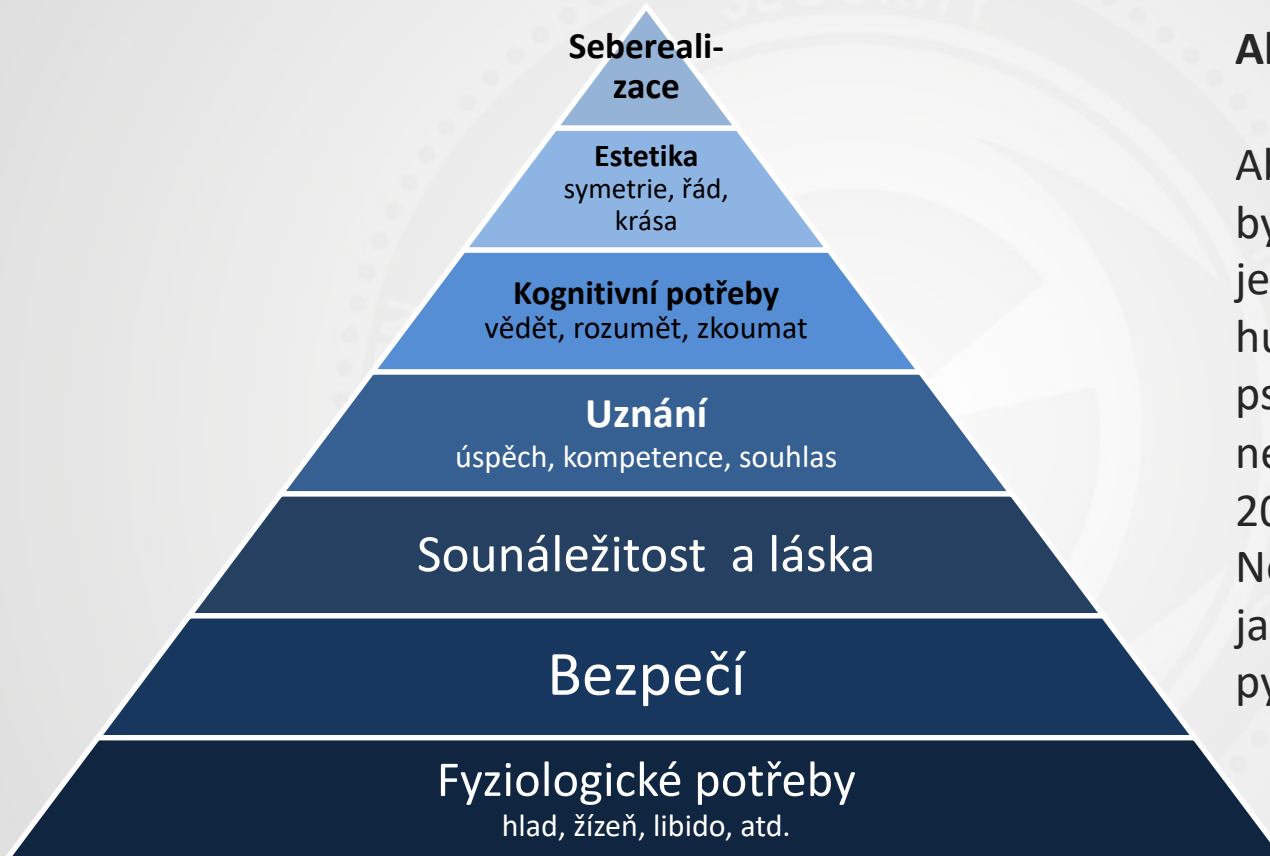 Sebereali-
zace
Estetika
symetrie, řád,
krása
Kognitivní potřeby
vědět, rozumět, zkoumat
Uznání
úspěch, kompetence, souhlas
Sounáležitost a láska
Bezpečí
Fyziologické potřeby
hlad, žízeň, libido, atd.
SECURITY